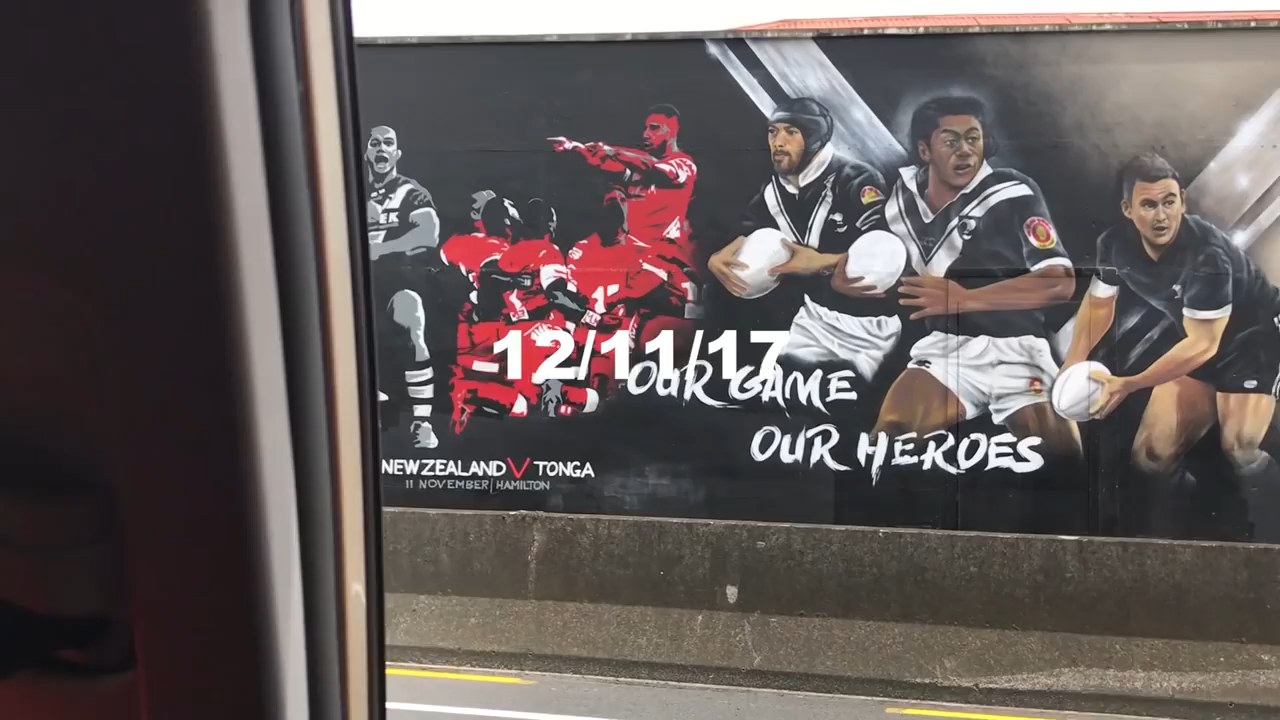 12/11/17
OUR GAME
OUR HEROES
NEW ZEALAND V TONGA
11 NOVEMBER | HAMILTON